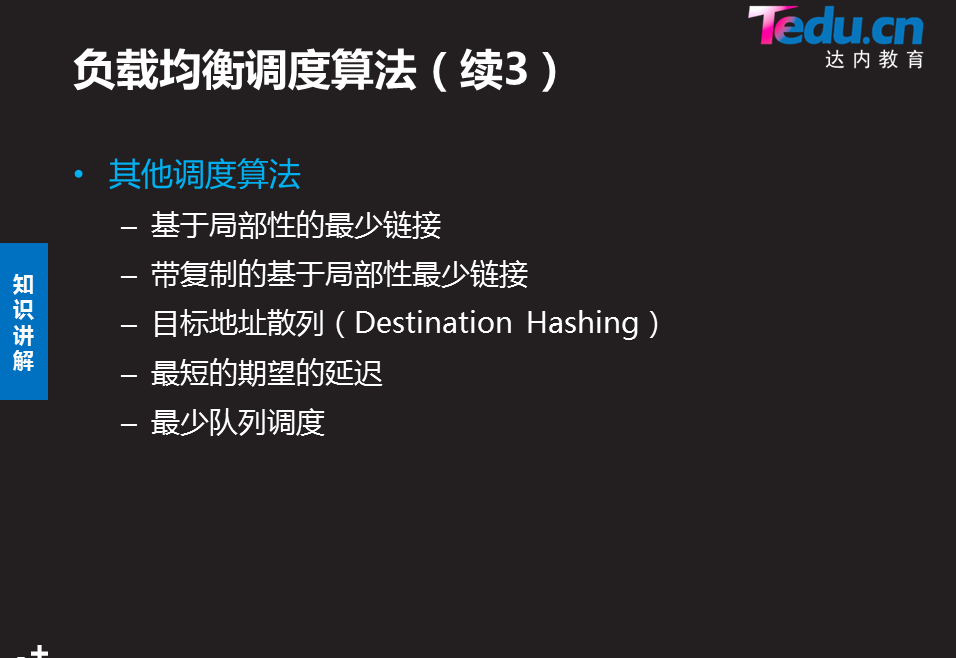 Tedu.cn
达内教育
负载均衡调度算法（续3）
• 其他调度算法
– 基于局部性的最少链接
– 带复制的基于局部性最少链接
– 目标地址散列（Destination Hashing）
– 最短的期望的延迟
– 最少队列调度
知识讲解